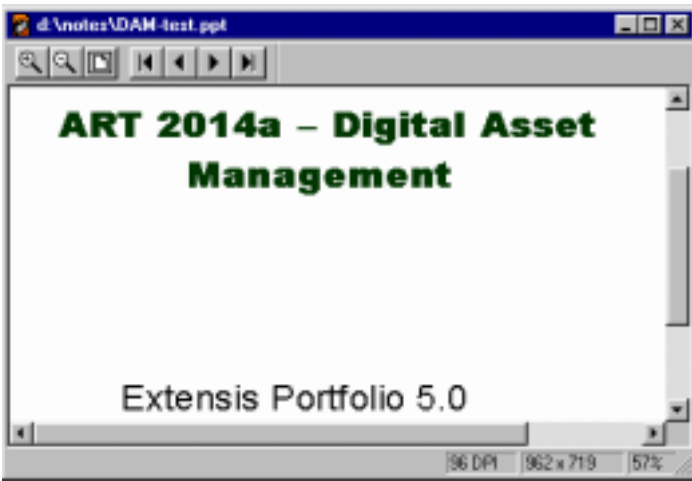 d:\notes\DAM-test.ppt
ART 2014a – Digital Asset
Management
Extensis Portfolio 5.0
96 DPI 962 x 719 57%